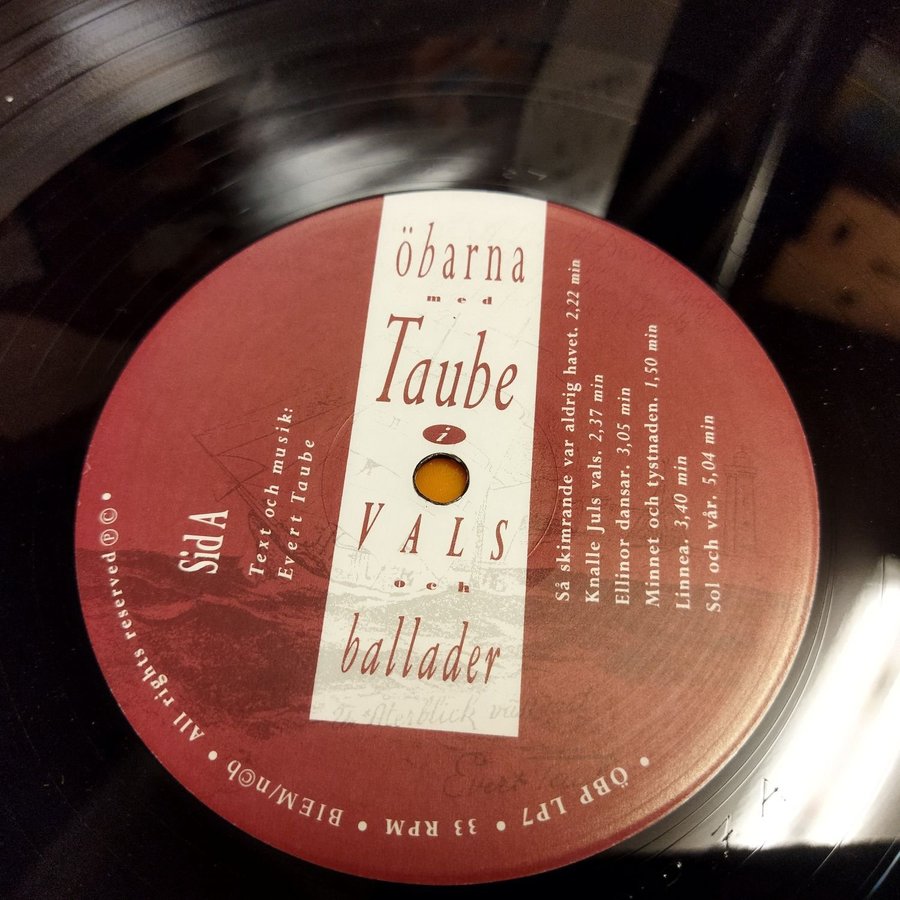 öbarna
med
Taube
i
VALS
och
ballader
Sid A
Text och musik:
Evert Taube
Så skimrande var aldrig havet. 2,22 min
Knalle Juls vals. 2,37 min
Ellinor dansar. 3,05 min
Minnet och tystnaden. 1,50 min
Linnea. 3,40 min
Sol och vår. 5,04 min
• ÖBP LP7 • 33 RPM • BIEM/n©b • All rights reserved ℗ © •
Evert